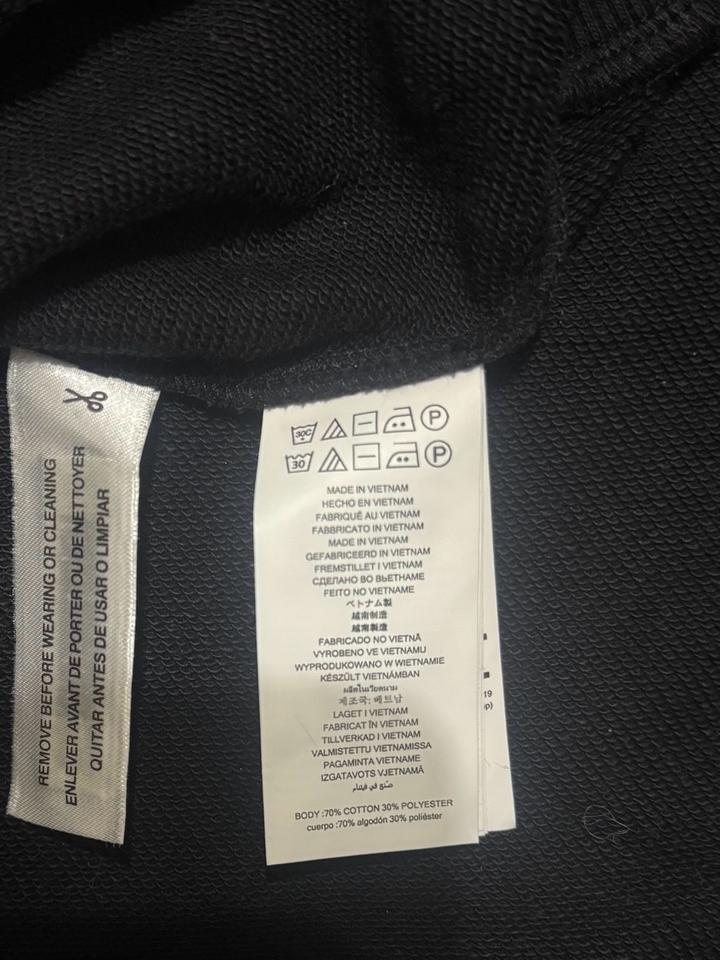 REMOVE BEFORE WEARING OR CLEANING
ENLEVER AVANT DE PORTER OU DE NETTOYER
QUITAR ANTES DE USAR O LIMPIAR
30C P
30 P
MADE IN VIETNAM
HECHO EN VIETNAM
FABRIQUÉ AU VIETNAM
FABBRICATO IN VIETNAM
MADE IN VIETNAM
GEFABRICEERD IN VIETNAM
FREMSTILLET I VIETNAM
СДЕЛАНО ВО ВЬЕТНАМЕ
FEITO NO VIETNAME
ベトナム製
越南制造
越南製造
FABRICADO NO VIETNÃ
VYROBENO VE VIETNAMU
WYPRODUKOWANO W WIETNAMIE
KÉSZÜLT VIETNÁMBAN
ผลิตในเวียดนาม
제조국: 베트남
LAGET I VIETNAM
FABRICAT ÎN VIETNAM
TILLVERKAD I VIETNAM
VALMISTETTU VIETNAMISSA
PAGAMINTA VIETNAME
IZGATAVOTS VJETNAMĀ
صنع في فيتنام
BODY :70% COTTON 30% POLYESTER
cuerpo :70% algodón 30% poliéster
19
p)